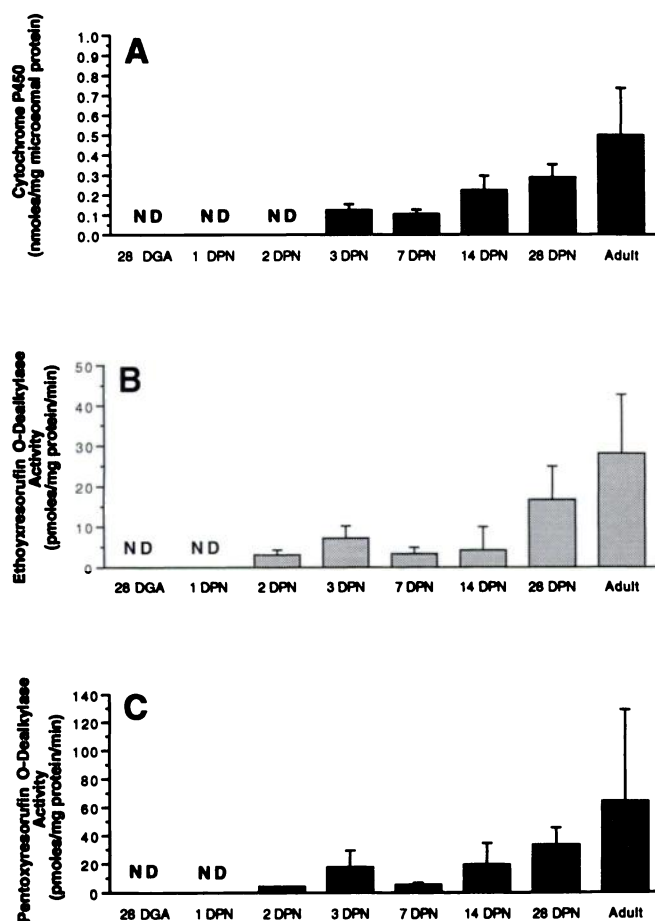 A
Cytochrome P450
(nmoles/mg microsomal protein)
1.0
0.9
0.8
0.7
0.6
0.5
0.4
0.3
0.2
0.1
0.0
ND ND ND
28 DGA 1 DPN 2 DPN 3 DPN 7 DPN 14 DPN 28 DPN Adult
B
Ethoyxresorufin O-Dealkylase
Activity
(pmoles/mg protein/min)
50
40
30
20
10
0
ND ND
28 DGA 1 DPN 2 DPN 3 DPN 7 DPN 14 DPN 28 DPN Adult
C
Pentoxyresorufin O-Dealkylase
Activity
(pmoles/mg protein/min)
140
120
100
80
60
40
20
0
ND ND
28 DGA 1 DPN 2 DPN 3 DPN 7 DPN 14 DPN 28 DPN Adult